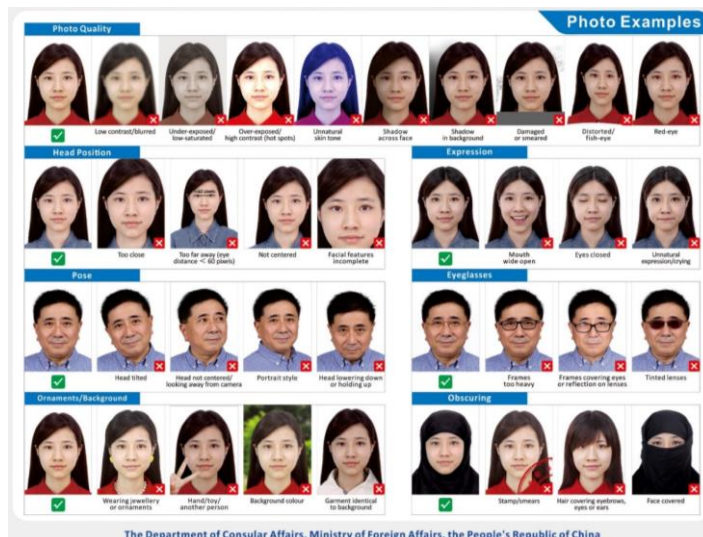 Photo Examples
Photo Quality
Low contrast/blurred
Under-exposed/
low-saturated
Over-exposed/
high contrast (hot spots)
Unnatural
skin tone
Shadow
across face
Shadow
in background
Damaged
or smeared
Distorted/
fish-eye
Red-eye
Head Position
Too close
Too far away (eye
distance < 60 pixels)
Not centered
Facial features
incomplete
Expression
Mouth
wide open
Eyes closed
Unnatural
expression/crying
Pose
Head tilted
Head not centered/
looking away from camera
Portrait style
Head lowering down
or holding up
Eyeglasses
Frames
too heavy
Frames covering eyes
or reflection on lenses
Tinted lenses
Ornaments/Background
Wearing jewellery
or ornaments
Hand/toy/
another person
Background colour
Garment identical
to background
Obscuring
Stamp/smears
Hair covering eyebrows,
eyes or ears
Face covered
The Department of Consular Affairs, Ministry of Foreign Affairs, the People's Republic of China